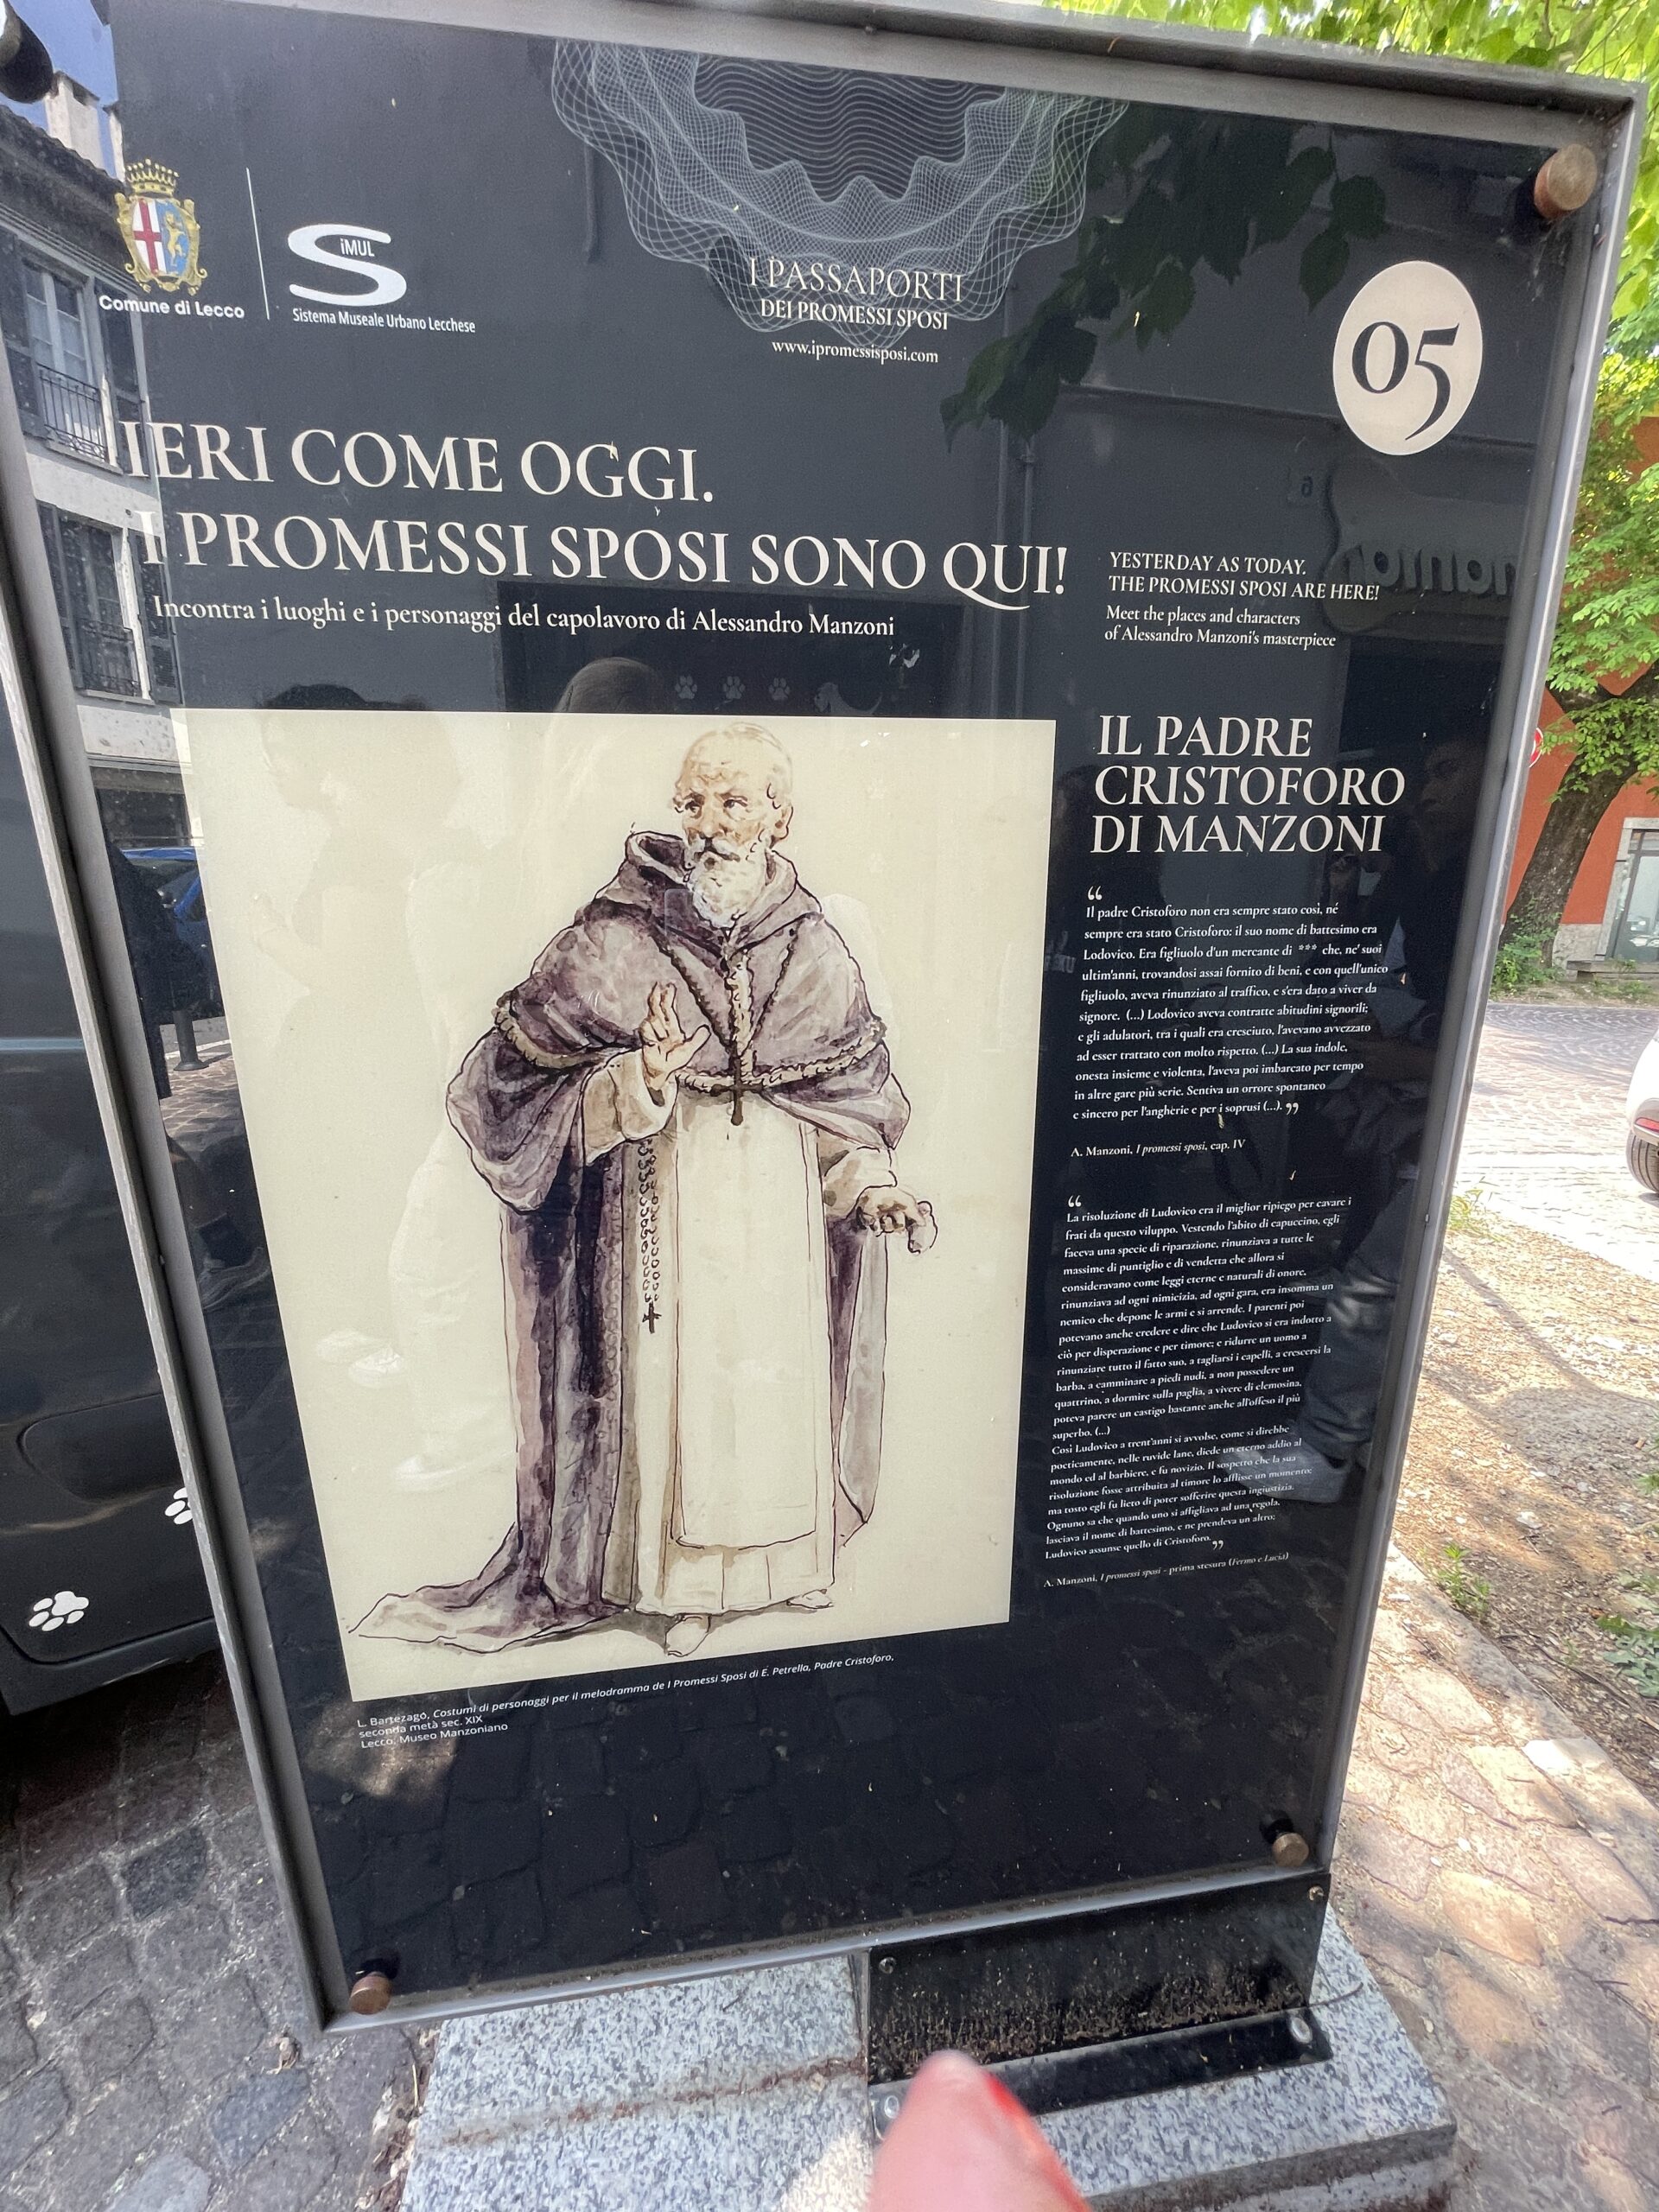 Comune di Lecco
iMUL
S
Sistema Museale Urbano Lecchese
I PASSAPORTI
DEI PROMESSI SPOSI
www.ipromessisposi.com
05
IERI COME OGGI.
I PROMESSI SPOSI SONO QUI!
Incontra i luoghi e i personaggi del capolavoro di Alessandro Manzoni
YESTERDAY AS TODAY.
THE PROMESSI SPOSI ARE HERE!
Meet the places and characters
of Alessandro Manzoni's masterpiece
IL PADRE
CRISTOFORO
DI MANZONI
“
Il padre Cristoforo non era sempre stato così, né
sempre era stato Cristoforo: il suo nome di battesimo era
Lodovico. Era figliuolo d'un mercante di *** che, ne' suoi
ultim'anni, trovandosi assai fornito di beni, e con quell'unico
figliuolo, aveva rinunziato al traffico, e s'era dato a viver da
signore. (...) Lodovico aveva contratte abitudini signorili;
e gli adulatori, tra i quali era cresciuto, l'avevano avvezzato
ad esser trattato con molto rispetto. (...) La sua indole,
onesta insieme e violenta, l'aveva poi imbarcato per tempo
in altre gare più serie. Sentiva un orrore spontaneo
e sincero per l'angherie e per i soprusi (...). ”
A. Manzoni, I promessi sposi, cap. IV
“
La risoluzione di Ludovico era il miglior ripiego per cavare i
frati da questo viluppo. Vestendo l'abito di capuccino, egli
faceva una specie di riparazione, rinunziava a tutte le
massime di puntiglio e di vendetta che allora si
consideravano come leggi eterne e naturali di onore,
rinunziava ad ogni nimicizia, ad ogni gara, era insomma un
nemico che depone le armi e si arrende. I parenti poi
potevano anche credere e dire che Ludovico si era indotto a
ciò per disperazione e per timore; e ridurre un uomo a
rinunziare tutto il fatto suo, a tagliarsi i capelli, a crescersi la
barba, a camminare a piedi nudi, a non possedere un
quattrino, a dormire sulla paglia, a vivere di elemosina,
poteva parere un castigo bastante anche all'offeso il più
superbo. (...)
Così Ludovico a trent'anni si avvolse, come si direbbe
poeticamente, nelle ruvide lane, diede un eterno addio al
mondo ed al barbiere, e fu novizio. Il sospetto che la sua
risoluzione fosse attribuita al timore lo afflisse un momento;
ma tosto egli fu lieto di poter sofferire questa ingiustizia.
Ognuno sa che quando uno si affigliava ad una regola,
lasciava il nome di battesimo, e ne prendeva un altro;
Ludovico assunse quello di Cristoforo. ”
A. Manzoni, I promessi sposi - prima stesura (Fermo e Lucia)
L. Bartezago, Costumi di personaggi per il melodramma de I Promessi Sposi di E. Petrella, Padre Cristoforo,
seconda metà sec. XIX
Lecco, Museo Manzoniano